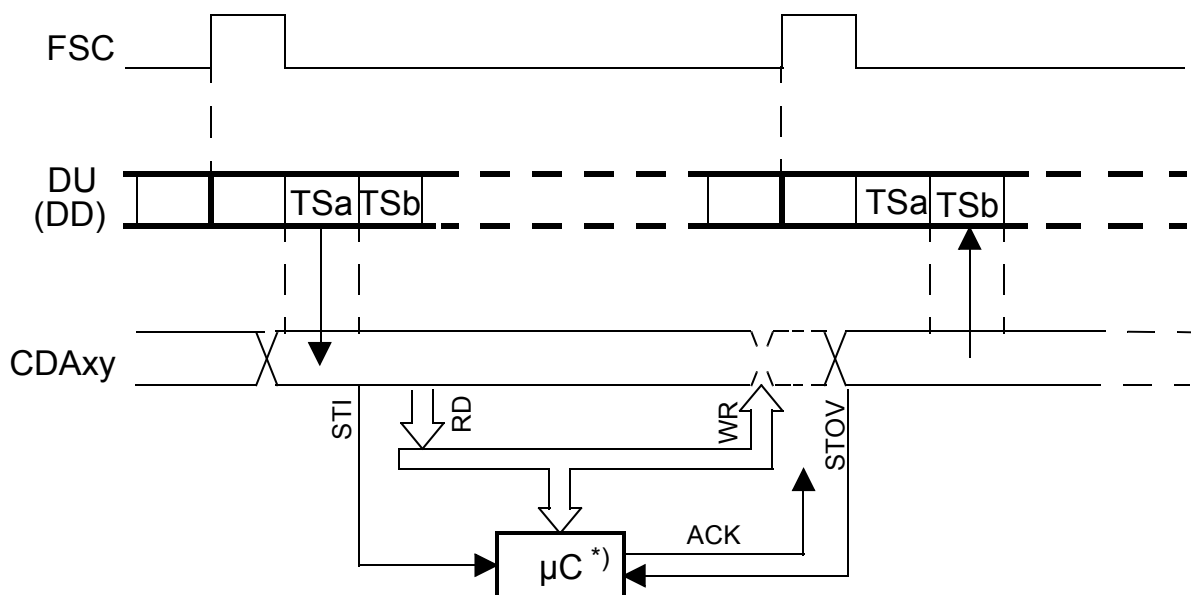 FSC
DU
(DD)
TSa TSb
TSa TSb
CDAxy
STI
RD
WR
STOV
ACK
µC *)